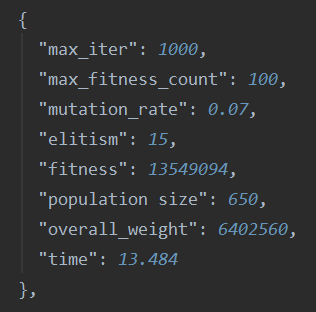 {
"max_iter": 1000,
"max_fitness_count": 100,
"mutation_rate": 0.07,
"elitism": 15,
"fitness": 13549094,
"population size": 650,
"overall_weight": 6402560,
"time": 13.484
},